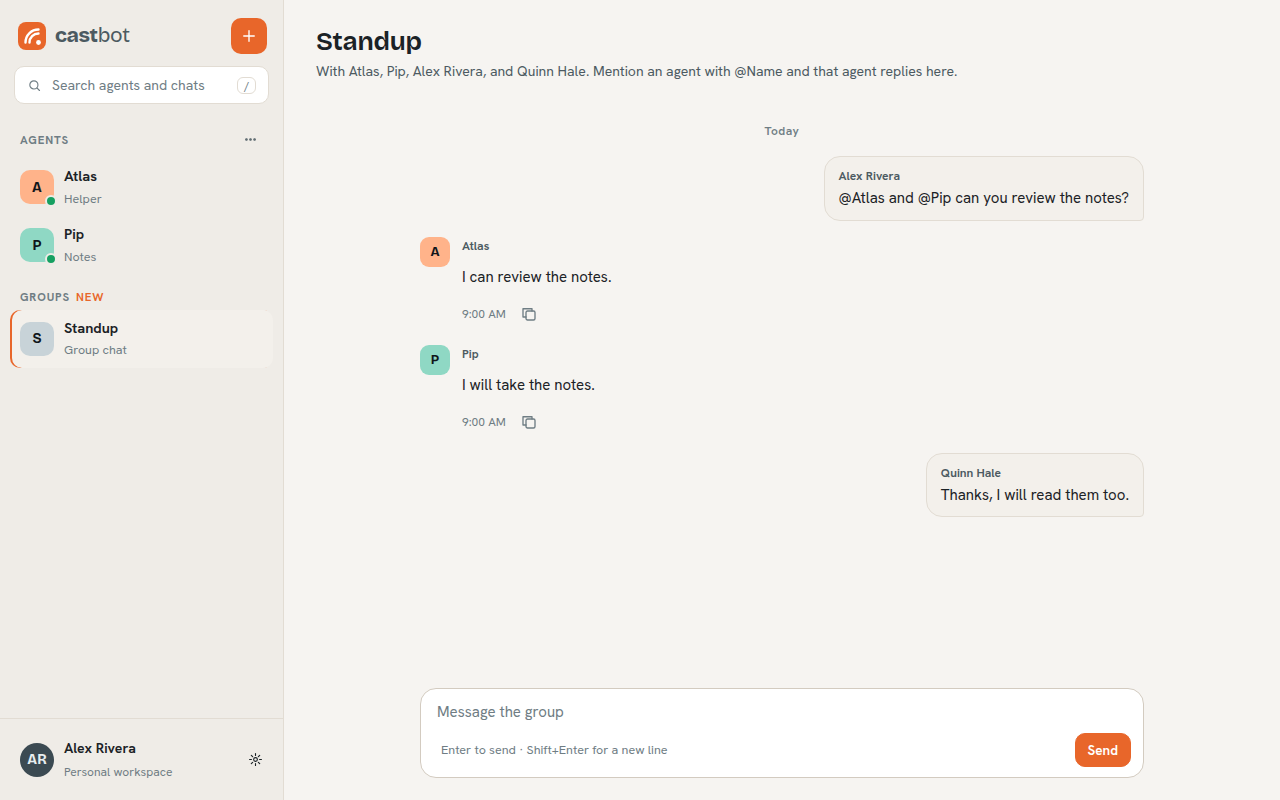 castbot
+
Search agents and chats /
AGENTS
A Atlas
Helper
P Pip
Notes
GROUPS NEW
S Standup
Group chat
AR Alex Rivera
Personal workspace
Standup
With Atlas, Pip, Alex Rivera, and Quinn Hale. Mention an agent with @Name and that agent replies here.
Today
Alex Rivera
@Atlas and @Pip can you review the notes?
A Atlas
I can review the notes.
9:00 AM
P Pip
I will take the notes.
9:00 AM
Quinn Hale
Thanks, I will read them too.
Message the group
Enter to send · Shift+Enter for a new line
Send